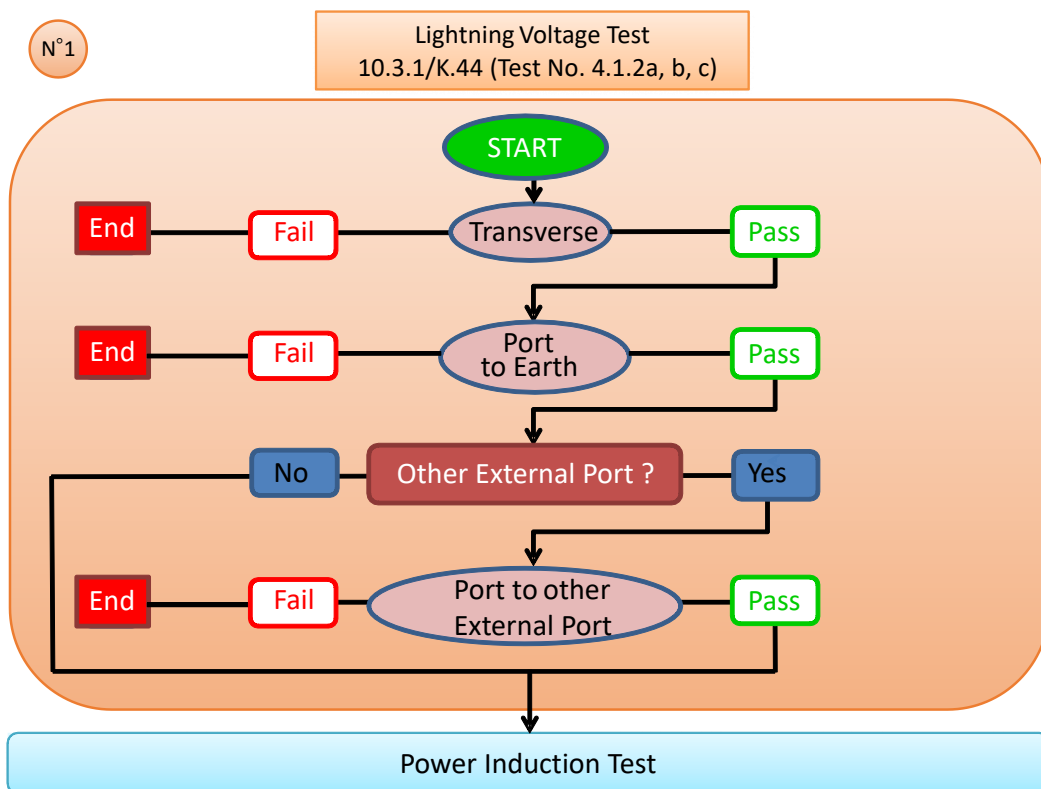 N°1
Lightning Voltage Test
10.3.1/K.44 (Test No. 4.1.2a, b, c)
START
End
Fail
Transverse
Pass
End
Fail
Port
to Earth
Pass
No
Other External Port ?
Yes
End
Fail
Port to other
External Port
Pass
Power Induction Test